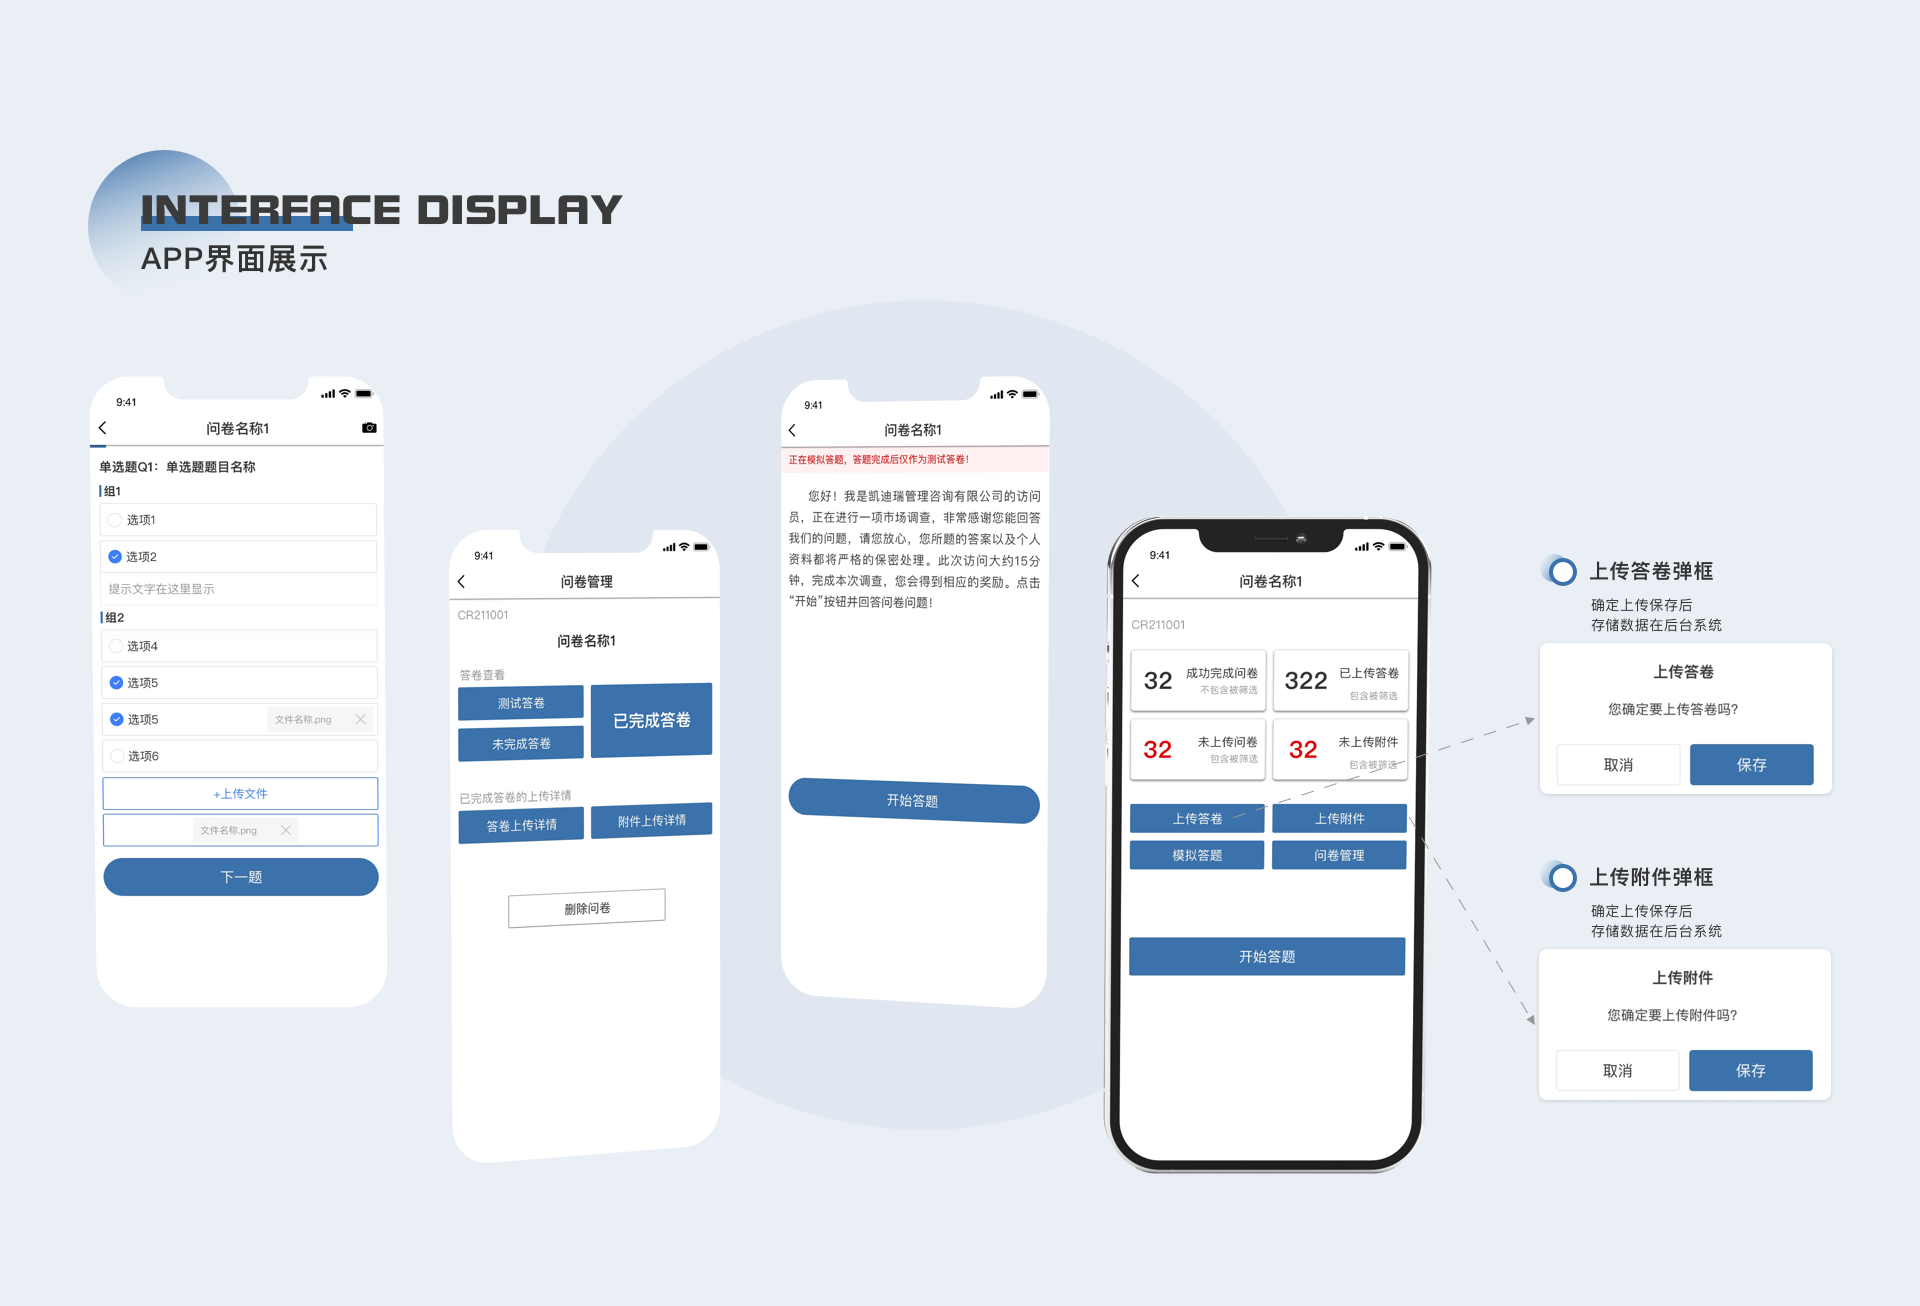 INTERFACE DISPLAY
APP界面展示
9:41
问卷名称1
单选题Q1：单选题题目名称
组1
选项1
选项2
提示文字在这里显示
组2
选项4
选项5
选项5 文件名称.png
选项6
+上传文件
文件名称.png
下一题
9:41
问卷管理
CR211001
问卷名称1
答卷查看
测试答卷
已完成答卷
未完成答卷
已完成答卷的上传详情
答卷上传详情 附件上传详情
删除问卷
9:41
问卷名称1
正在模拟答题，答题完成后仅作为测试答卷！
您好！我是凯迪瑞管理咨询有限公司的访问
员，正在进行一项市场调查，非常感谢您能回答
我们的问题，请您放心，您所题的答案以及个人
资料都将严格的保密处理。此次访问大约15分
钟，完成本次调查，您会得到相应的奖励。点击
“开始”按钮并回答问卷问题！
开始答题
9:41
问卷名称1
CR211001
32 成功完成问卷
不包含被筛选
322 已上传答卷
包含被筛选
32 未上传问卷
包含被筛选
32 未上传附件
包含被筛选
上传答卷 上传附件
模拟答题 问卷管理
开始答题
上传答卷弹框
确定上传保存后
存储数据在后台系统
上传答卷
您确定要上传答卷吗?
取消 保存
上传附件弹框
确定上传保存后
存储数据在后台系统
上传附件
您确定要上传附件吗?
取消 保存